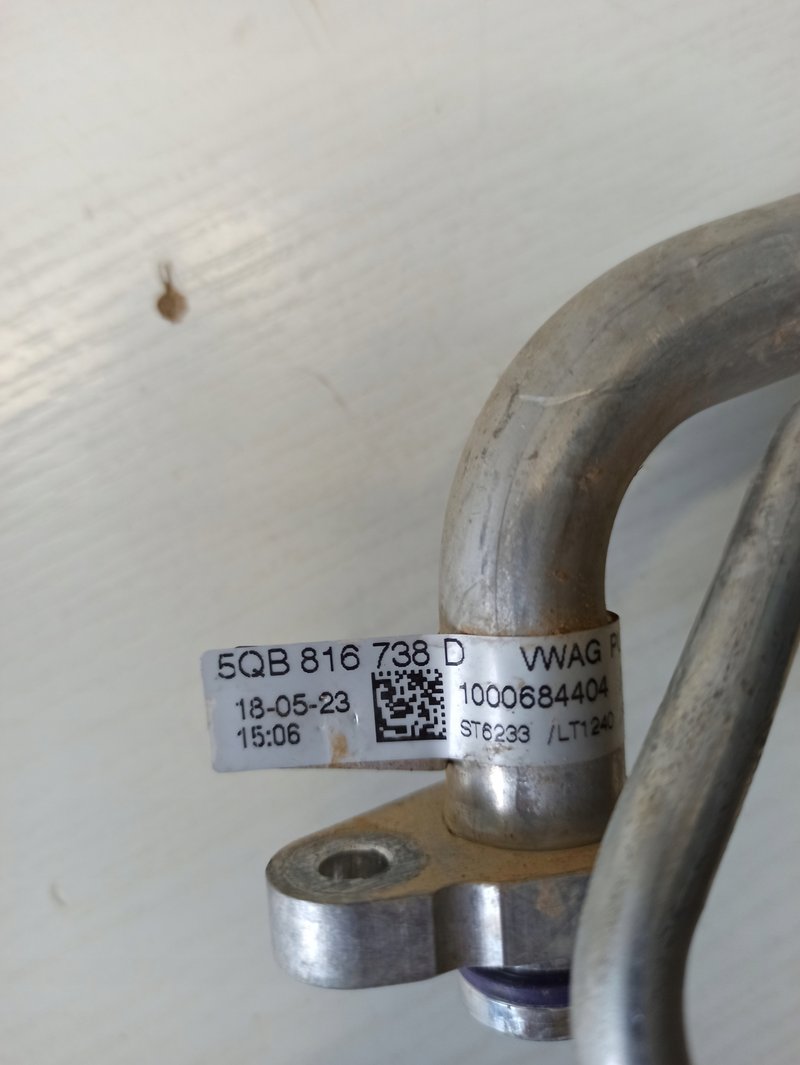 5QB 816 738 D VWAG
18-05-23 1000684404
15:06 ST6233 /LT1240